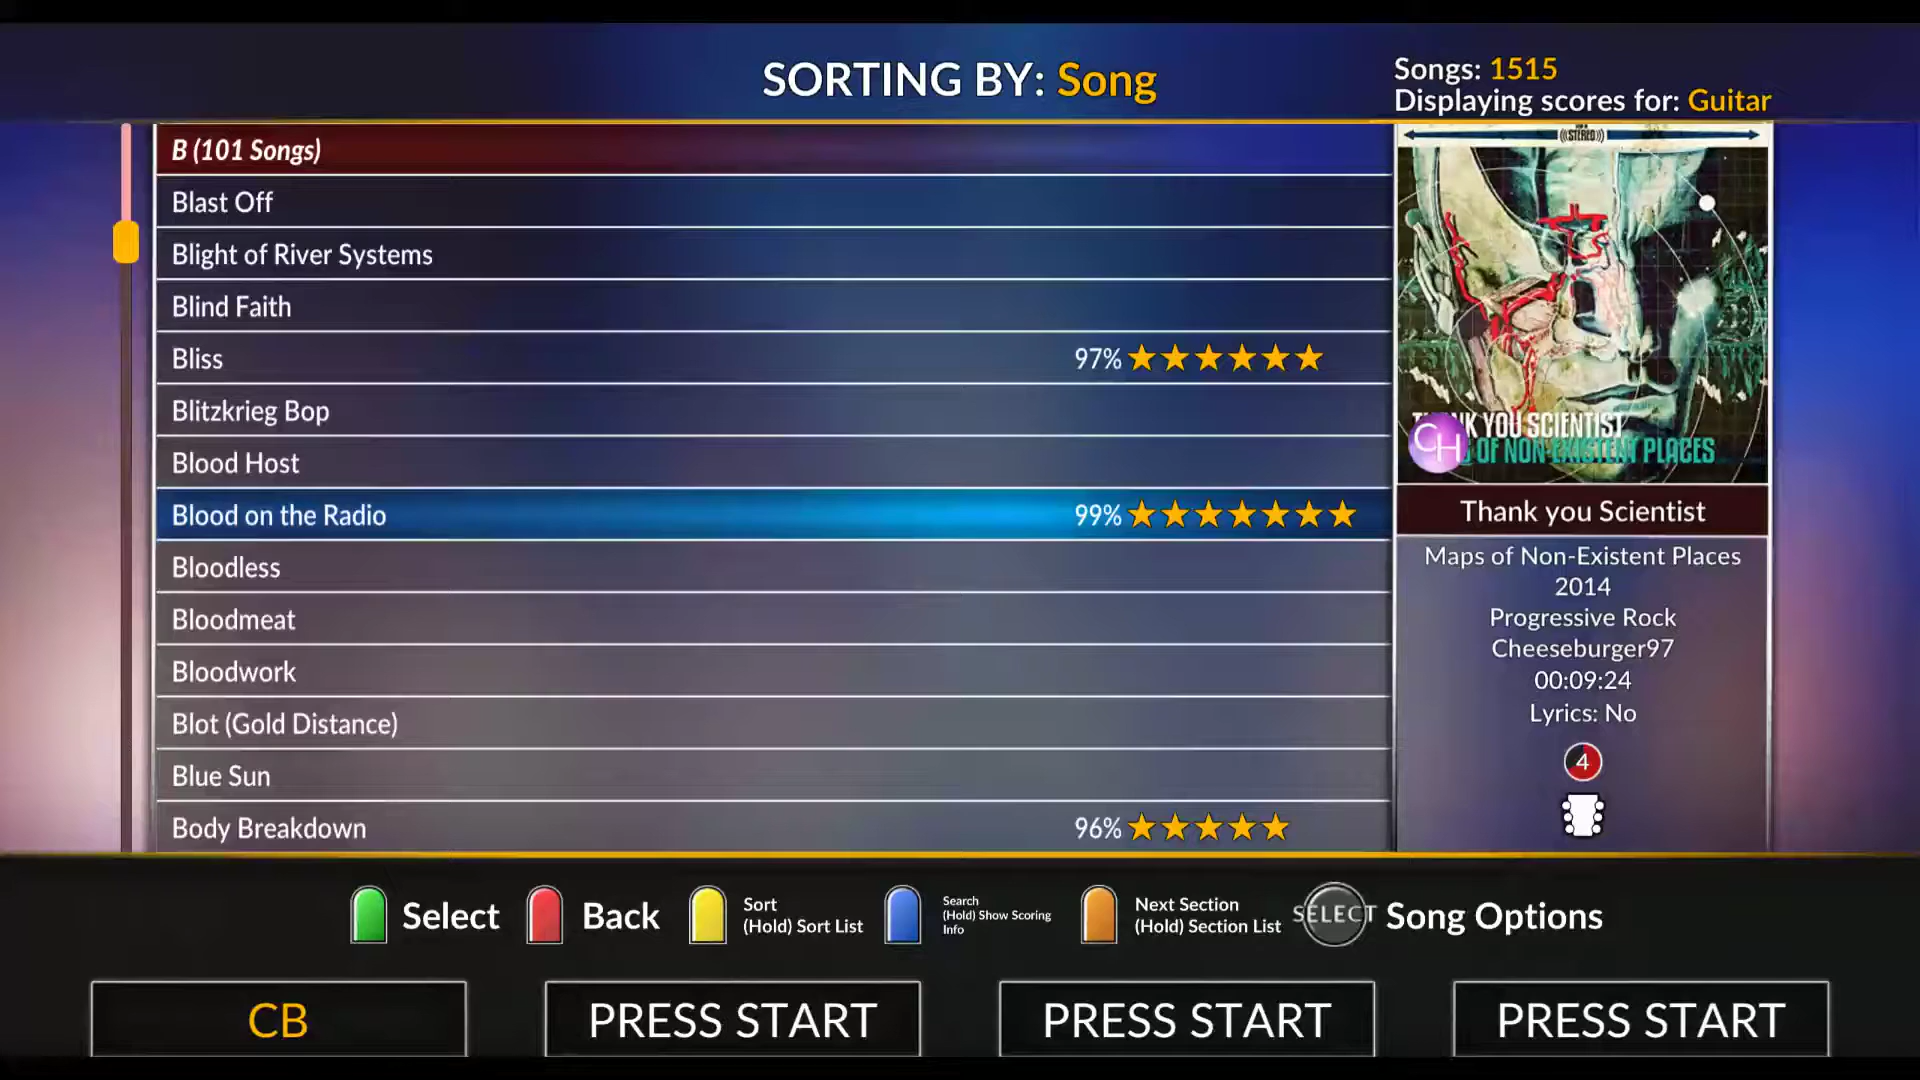 SORTING BY: Song
Songs: 1515
Displaying scores for: Guitar
B (101 Songs)
Blast Off
Blight of River Systems
Blind Faith
Bliss 97%
Blitzkrieg Bop
Blood Host
Blood on the Radio 99%
Bloodless
Bloodmeat
Bloodwork
Blot (Gold Distance)
Blue Sun
Body Breakdown 96%
((STEREO))
YOU SCIENTIST
CH
OF NON-EXISTENT PLACES
Thank you Scientist
Maps of Non-Existent Places
2014
Progressive Rock
Cheeseburger97
00:09:24
Lyrics: No
4
Select
Back
Sort
(Hold) Sort List
Search
(Hold) Show Scoring
Info
Next Section
(Hold) Section List
SELECT
Song Options
CB
PRESS START
PRESS START
PRESS START